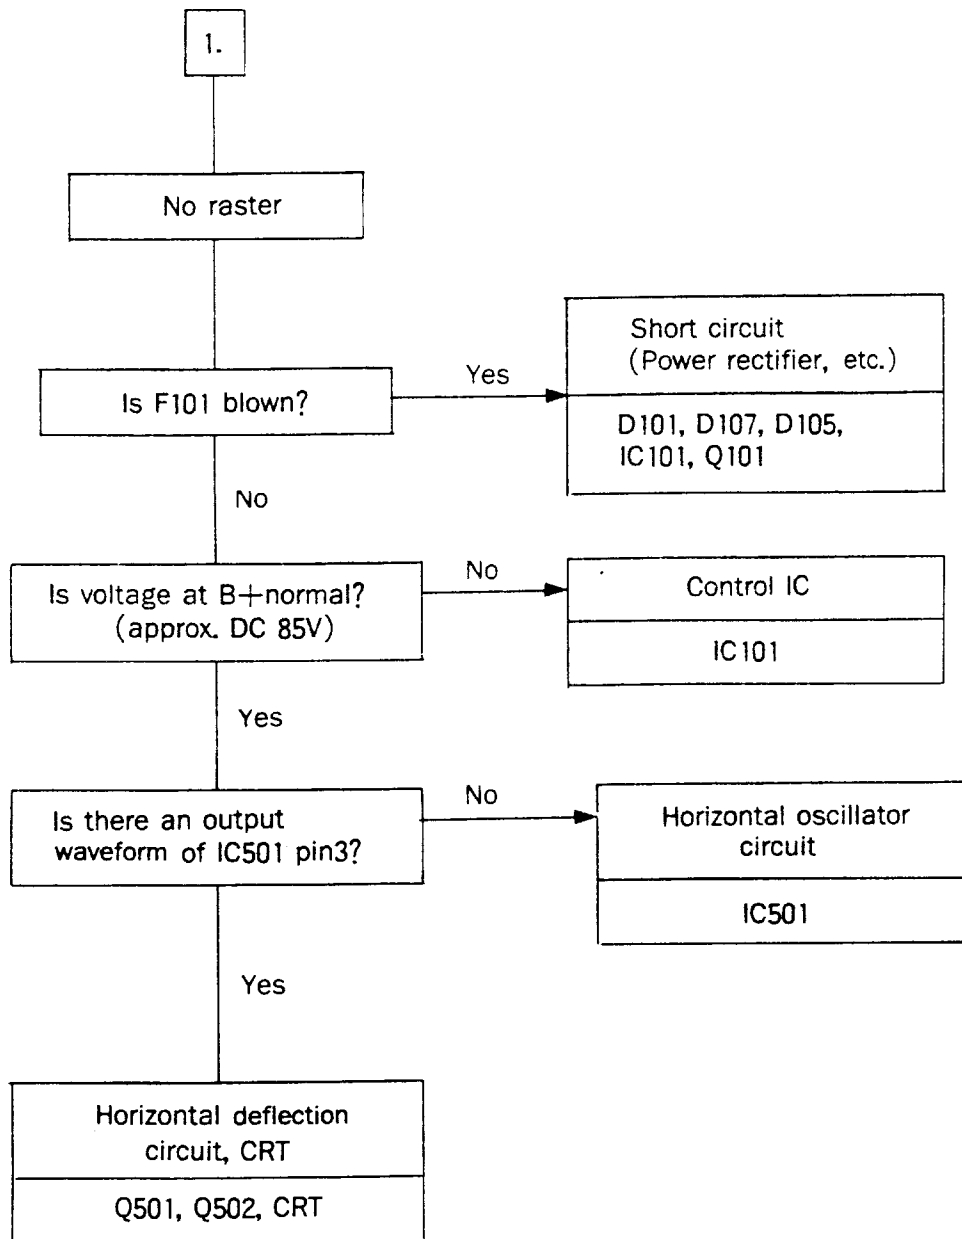 1.
No raster
Is F101 blown?
Yes
Short circuit
(Power rectifier, etc.)
D101, D107, D105,
IC101, Q101
No
Is voltage at B+normal?
(approx. DC 85V)
No
Control IC
IC101
Yes
Is there an output
waveform of IC501 pin3?
No
Horizontal oscillator
circuit
IC501
Yes
Horizontal deflection
circuit, CRT
Q501, Q502, CRT